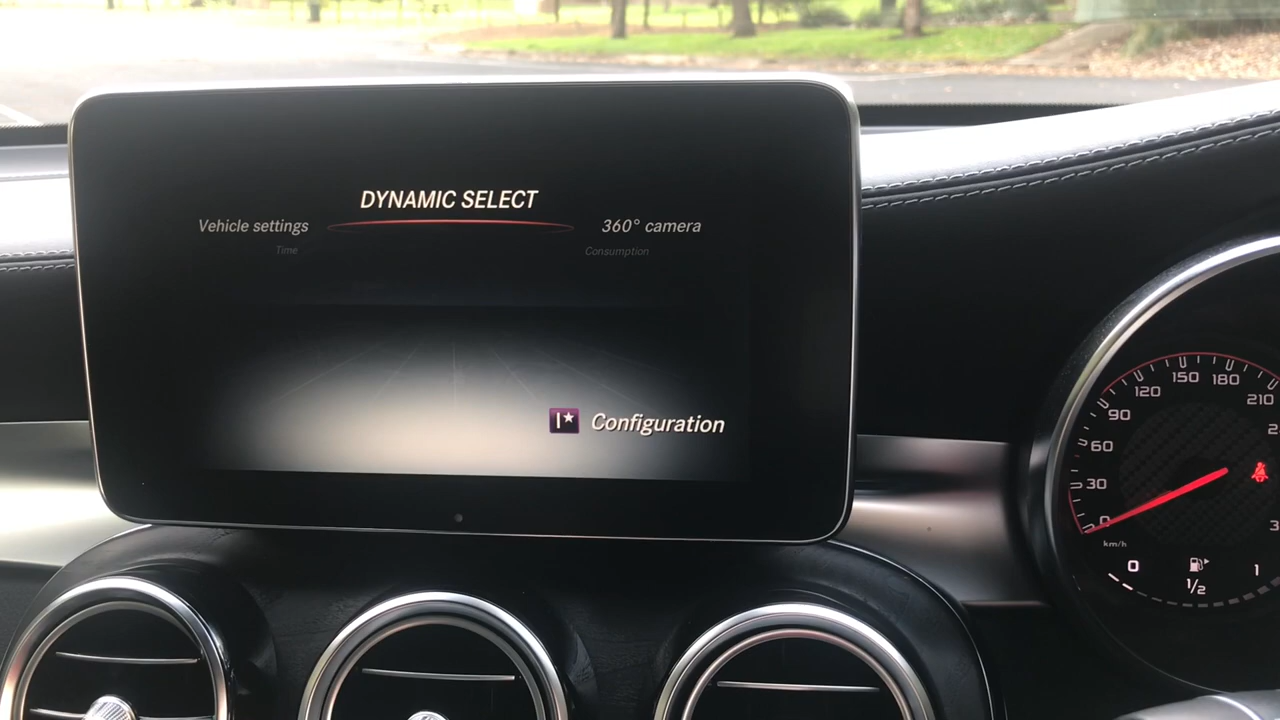 DYNAMIC SELECT
Vehicle settings
360° camera
Time
Consumption
Configuration
120 150 180
90 210
60
30
0
km/h
0 1/2 1